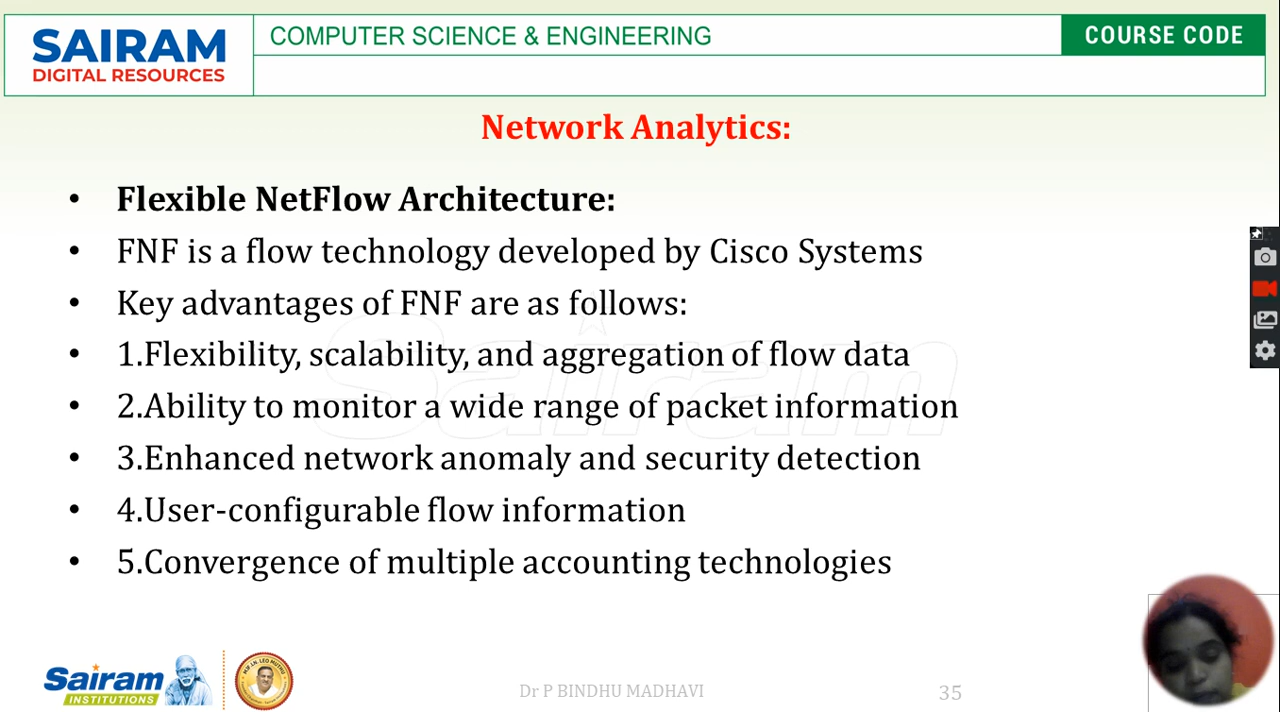 SAIRAM
DIGITAL RESOURCES
COMPUTER SCIENCE & ENGINEERING
COURSE CODE
Network Analytics:
• Flexible NetFlow Architecture:
• FNF is a flow technology developed by Cisco Systems
• Key advantages of FNF are as follows:
• 1.Flexibility, scalability, and aggregation of flow data
• 2.Ability to monitor a wide range of packet information
• 3.Enhanced network anomaly and security detection
• 4.User-configurable flow information
• 5.Convergence of multiple accounting technologies
Sairam
Sairam
INSTITUTIONS
Dr P BINDHU MADHAVI
35